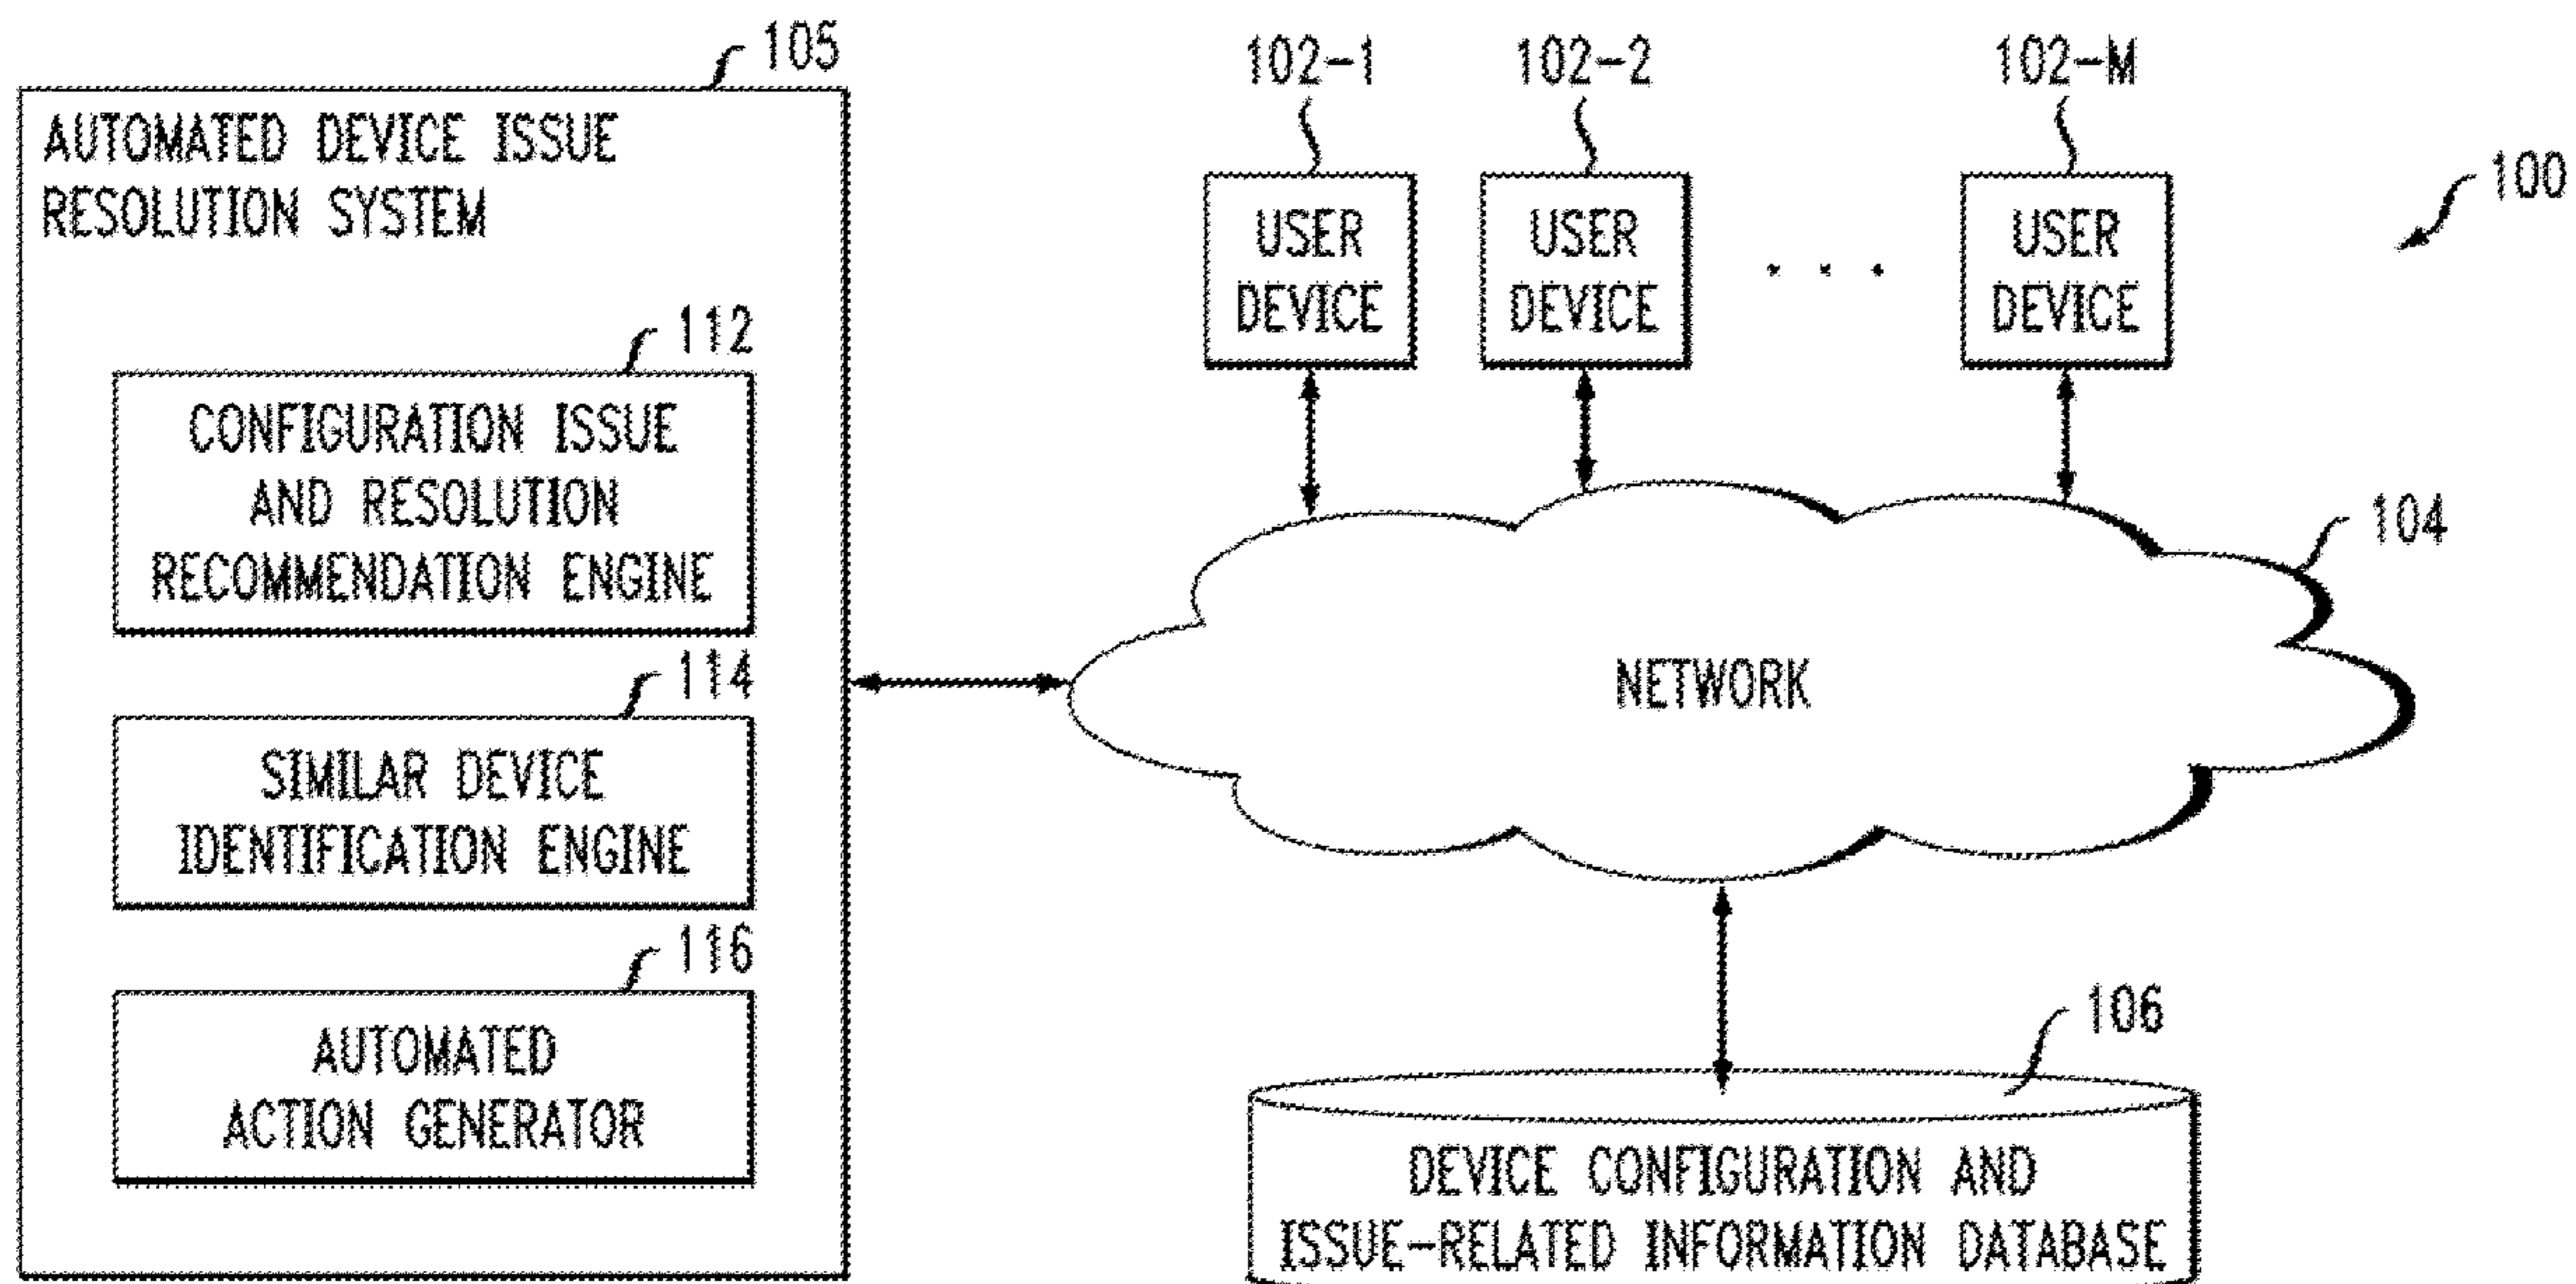 105
AUTOMATED DEVICE ISSUE
RESOLUTION SYSTEM
112
CONFIGURATION ISSUE
AND RESOLUTION
RECOMMENDATION ENGINE
114
SIMILAR DEVICE
IDENTIFICATION ENGINE
116
AUTOMATED
ACTION GENERATOR
102-1
102-2
102-M
100
USER
DEVICE
USER
DEVICE
. . .
USER
DEVICE
104
NETWORK
106
DEVICE CONFIGURATION AND
ISSUE-RELATED INFORMATION DATABASE